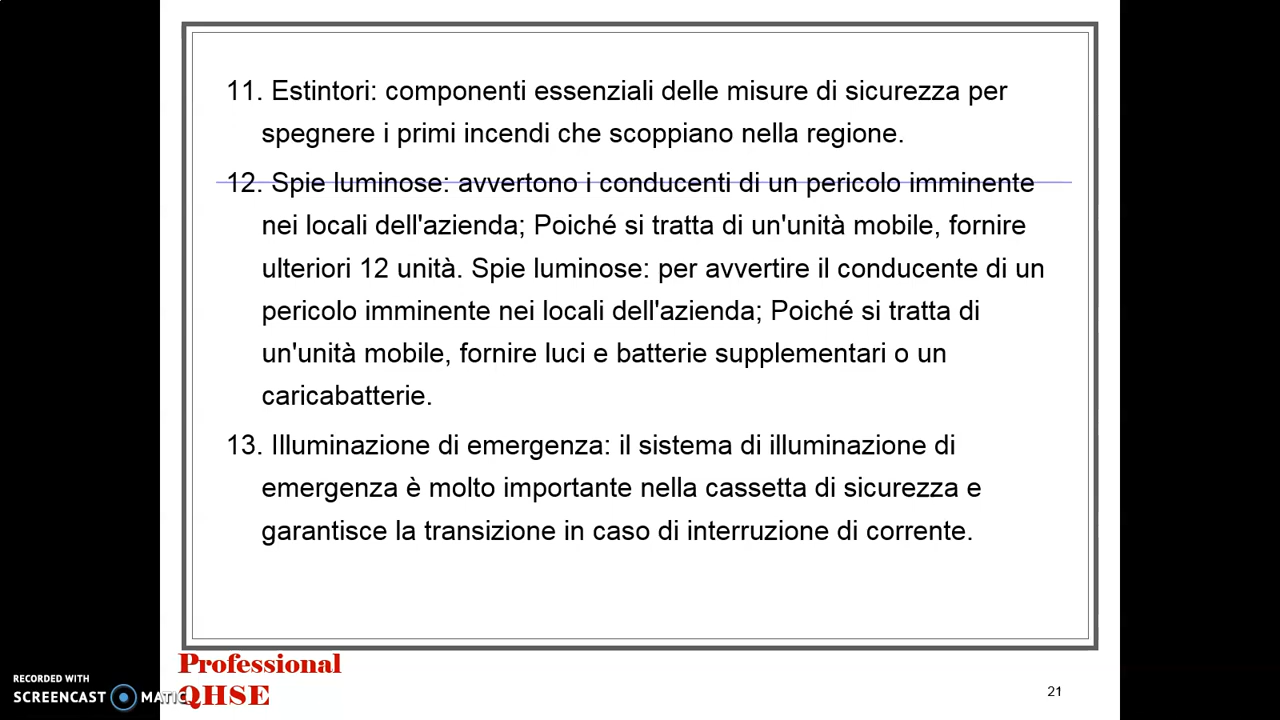 11. Estintori: componenti essenziali delle misure di sicurezza per
spegnere i primi incendi che scoppiano nella regione.
12. Spie luminose: avvertono i conducenti di un pericolo imminente
nei locali dell'azienda; Poiché si tratta di un'unità mobile, fornire
ulteriori 12 unità. Spie luminose: per avvertire il conducente di un
pericolo imminente nei locali dell'azienda; Poiché si tratta di
un'unità mobile, fornire luci e batterie supplementari o un
caricabatterie.
13. Illuminazione di emergenza: il sistema di illuminazione di
emergenza è molto importante nella cassetta di sicurezza e
garantisce la transizione in caso di interruzione di corrente.
Professional
QHSE
21
RECORDED WITH
SCREENCAST MATIC